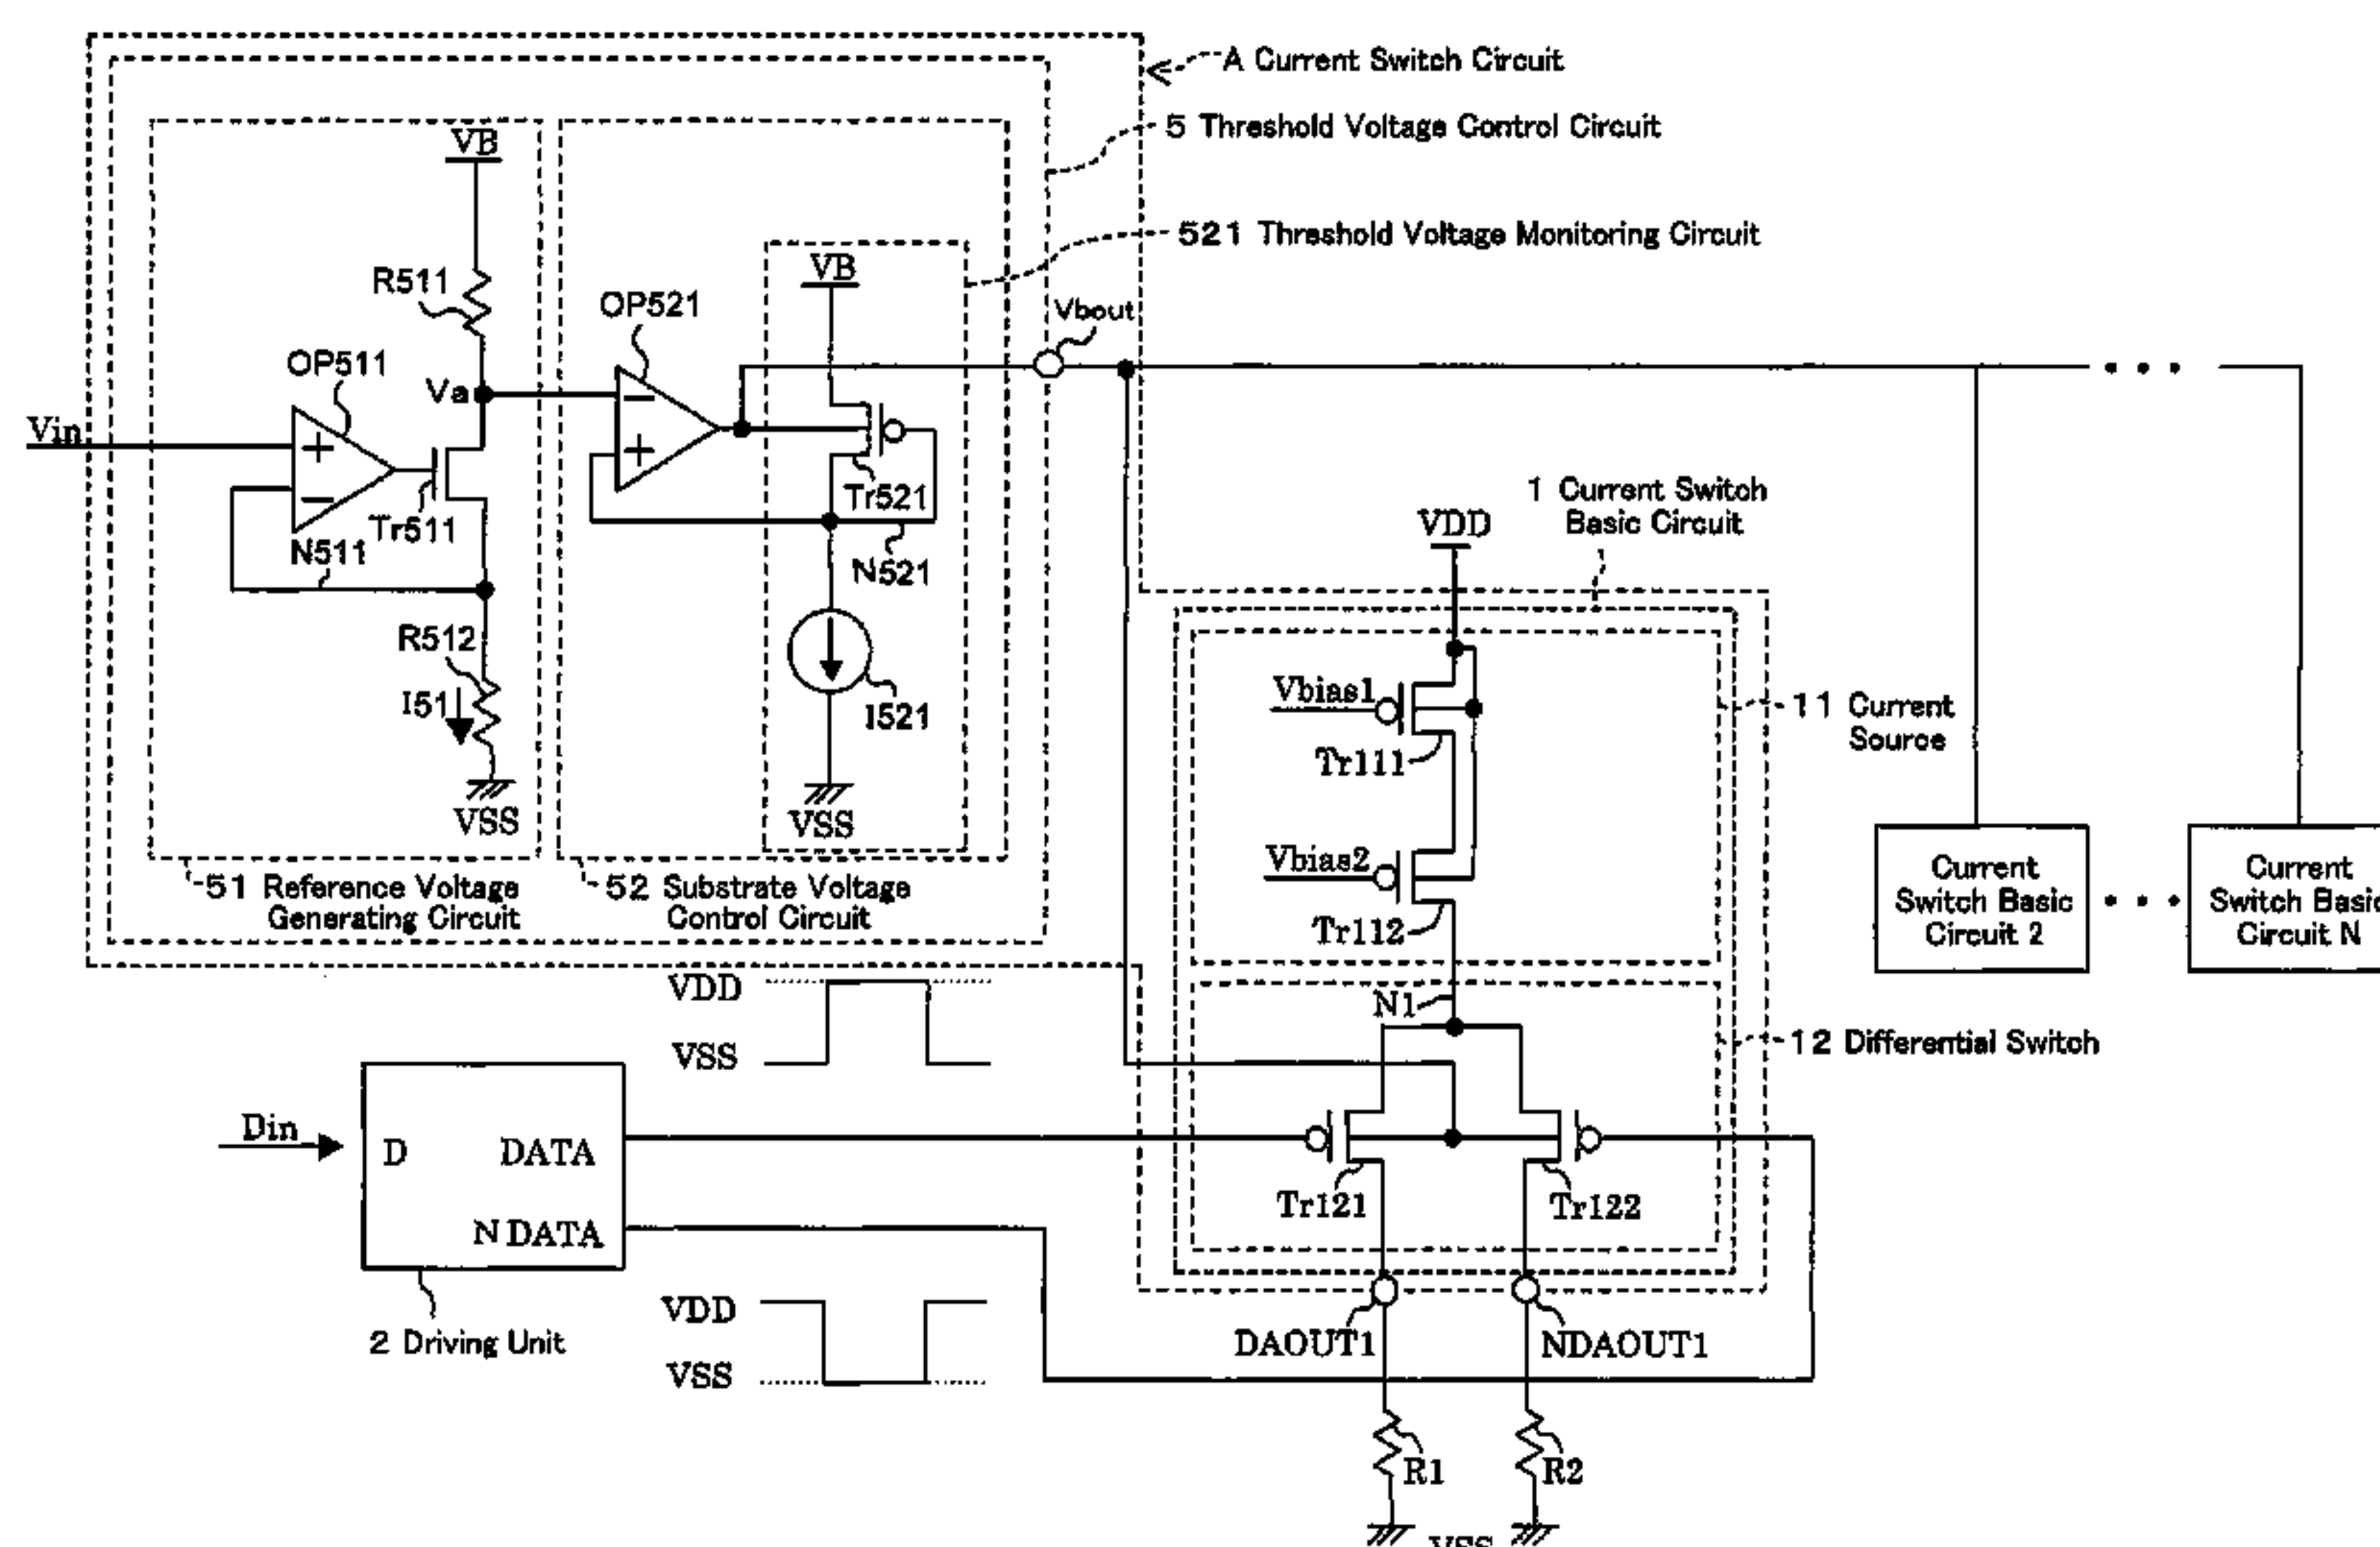 A Current Switch Circuit
5 Threshold Voltage Control Circuit
VB
521 Threshold Voltage Monitoring Circuit
VB
R511
OP521
Vbout
OP511
Va
Vin
+
−
−
+
Tr511
Tr521
N511
N521
1 Current Switch
Basic Circuit
VDD
R512
I51
I521
Vbias1
Tr111
11 Current
Source
VSS
VSS
Vbias2
Tr112
51 Reference Voltage
Generating Circuit
52 Substrate Voltage
Control Circuit
Current
Switch Basic
Circuit 2
Current
Circuit N
VDD
VSS
N1
12 Differential Switch
Din
D
DATA
NDATA
Tr121
Tr122
2 Driving Unit
VDD
VSS
DAOUT1
NDAOUT1
R1
R2